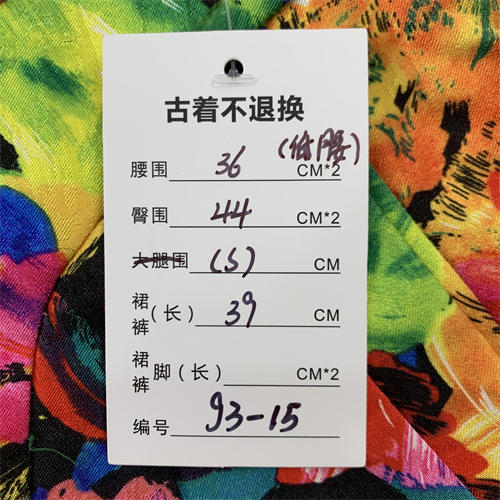 古着不退换
(低腰)
腰围 36 CM*2
臀围 44 CM*2
大腿围 (S) CM
裙裤(长) 39 CM
裙裤脚(长) CM*2
编号 93-15